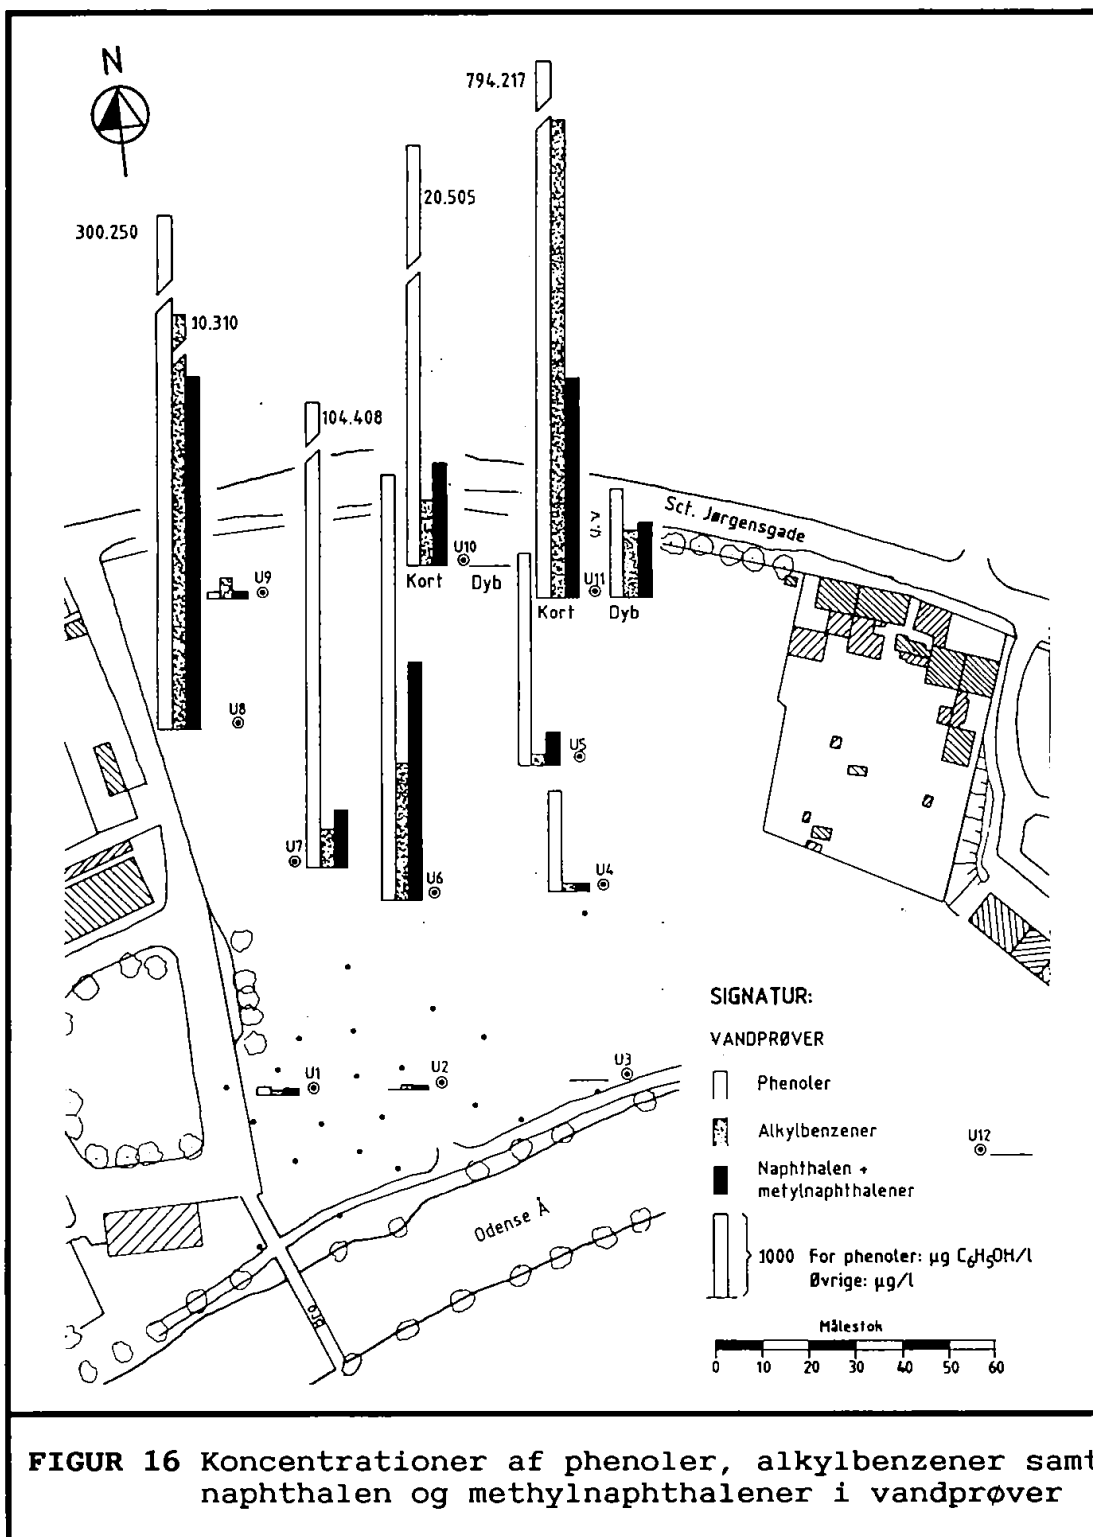 N
794.217
20.505
300.250
10.310
104.408
Sct. Jørgensgade
U10
Kort
Dyb
U11
Kort
Dyb
U9
U8
U5
U7
U6
U4
U3
U2
U1
U12
SIGNATUR:
VANDPRØVER
Phenoler
Alkylbenzener
Naphthalen +
metylnaphthalener
1000 For phenoler: µg C₆H₅OH/l
Øvrige: µg/l
Odense Å
Bro
Målestok
0 10 20 30 40 50 60
FIGUR 16 Koncentrationer af phenoler, alkylbenzener samt
naphthalen og methylnaphthalener i vandprøver